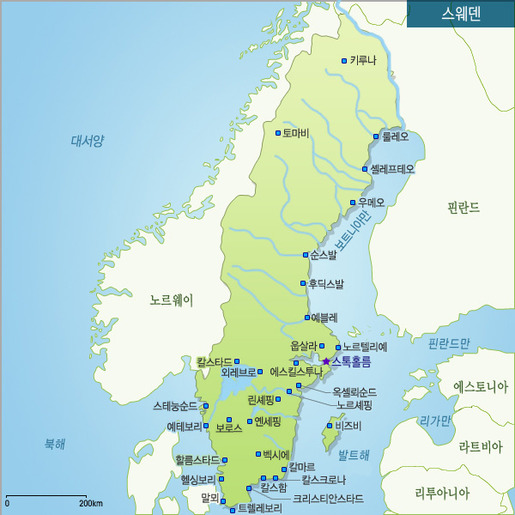 스웨덴
키루나
대서양
토마비
룰레오
셸레프테오
우메오
핀란드
보트니아만
순스발
후딕스발
노르웨이
예블레
핀란드만
웁살라
노르텔리예
칼스타드
스톡홀름
외레브로
에스킬스투나
에스토니아
옥셀뢰순드
린셰핑
노르셰핑
스테눙순드
리가만
예테보리
보로스
옌셰핑
비즈비
북해
발트해
라트비아
벡시에
할름스타드
칼마르
헬싱보리
칼스함
칼스크로나
리투아니아
말뫼
크리스티안스타드
트렐레보리
0
200km